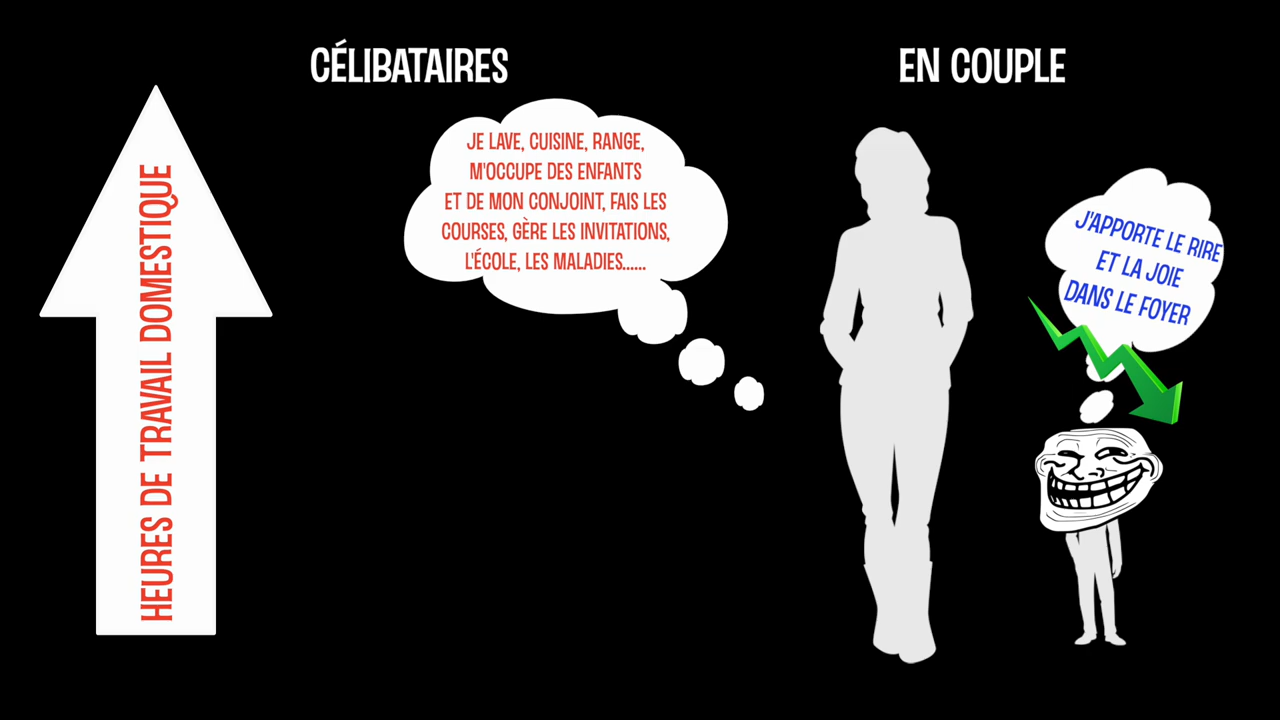 CÉLIBATAIRES
EN COUPLE
HEURES DE TRAVAIL DOMESTIQUE
JE LAVE, CUISINE, RANGE,
M'OCCUPE DES ENFANTS
ET DE MON CONJOINT, FAIS LES
COURSES, GÈRE LES INVITATIONS,
L'ÉCOLE, LES MALADIES......
J'APPORTE LE RIRE
ET LA JOIE
DANS LE FOYER